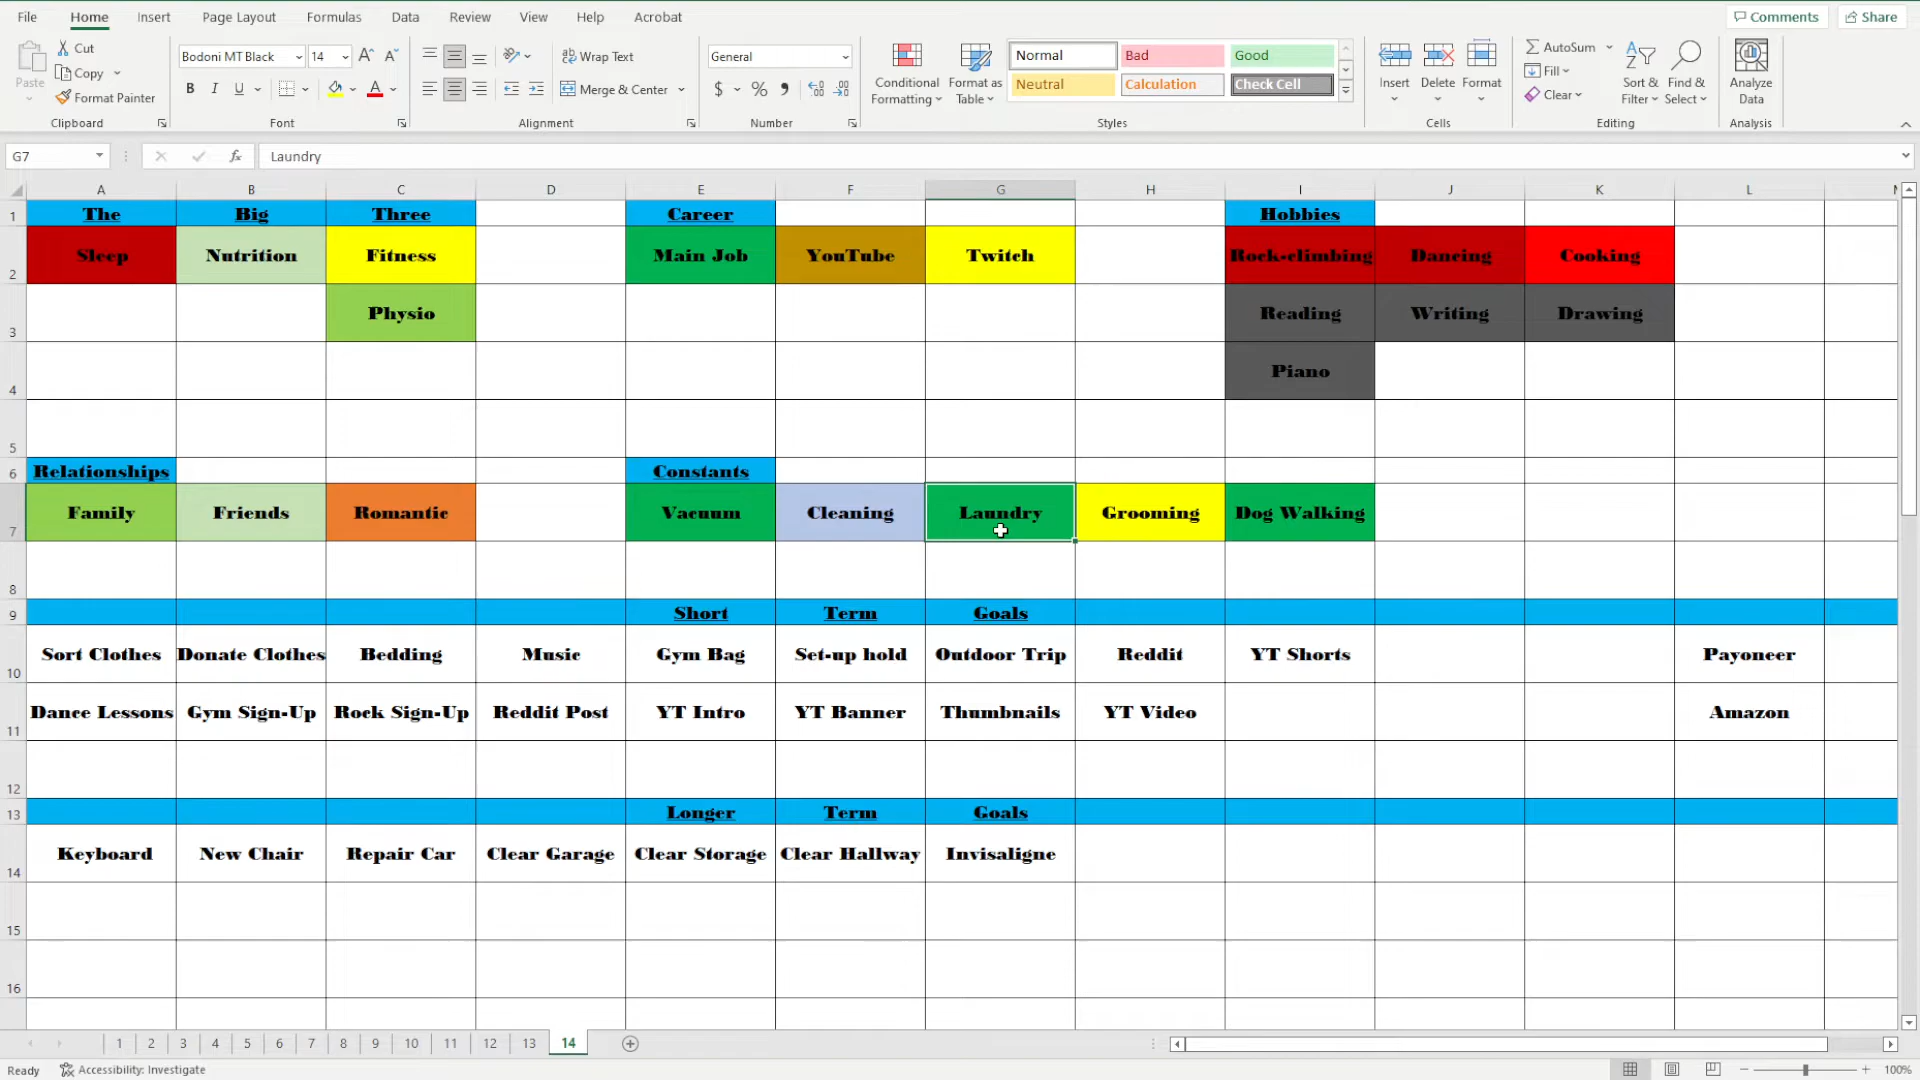 File Home Insert Page Layout Formulas Data Review View Help Acrobat Comments Share
Paste Cut Copy Format Painter Clipboard
Bodoni MT Black 14 A A B I U A Font
Wrap Text Merge & Center Alignment
General $ % , Number
Conditional Formatting Format as Table
Normal Bad Good
Neutral Calculation Check Cell
Styles
Insert Delete Format Cells
AutoSum Fill Clear Sort & Filter Find & Select Editing
Analyze Data Analysis
G7 fx Laundry
A B C D E F G H I J K L
1 The Big Three Career Hobbies
2 Sleep Nutrition Fitness Main Job YouTube Twitch Rock-climbing Dancing Cooking
3 Physio Reading Writing Drawing
4 Piano
5
6 Relationships Constants
7 Family Friends Romantic Vacuum Cleaning Laundry Grooming Dog Walking
8
9 Short Term Goals
10 Sort Clothes Donate Clothes Bedding Music Gym Bag Set-up hold Outdoor Trip Reddit YT Shorts Payoneer
11 Dance Lessons Gym Sign-Up Rock Sign-Up Reddit Post YT Intro YT Banner Thumbnails YT Video Amazon
12
13 Longer Term Goals
14 Keyboard New Chair Repair Car Clear Garage Clear Storage Clear Hallway Invisaligne
15
16
1 2 3 4 5 6 7 8 9 10 11 12 13 14
Ready Accessibility: Investigate 100%